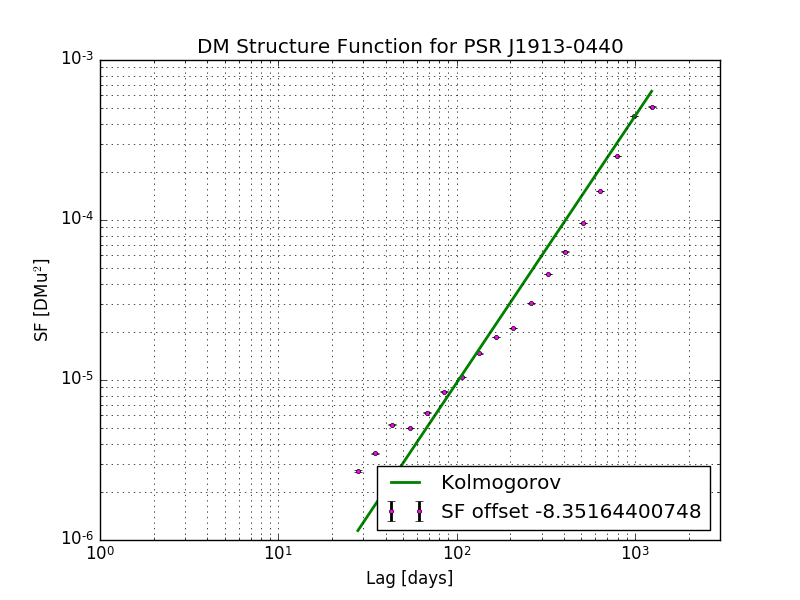 DM Structure Function for PSR J1913-0440
10⁻³
10⁻⁴
10⁻⁵
10⁻⁶
SF [DMu²]
Kolmogorov
SF offset -8.35164400748
10⁰ 10¹ 10² 10³
Lag [days]